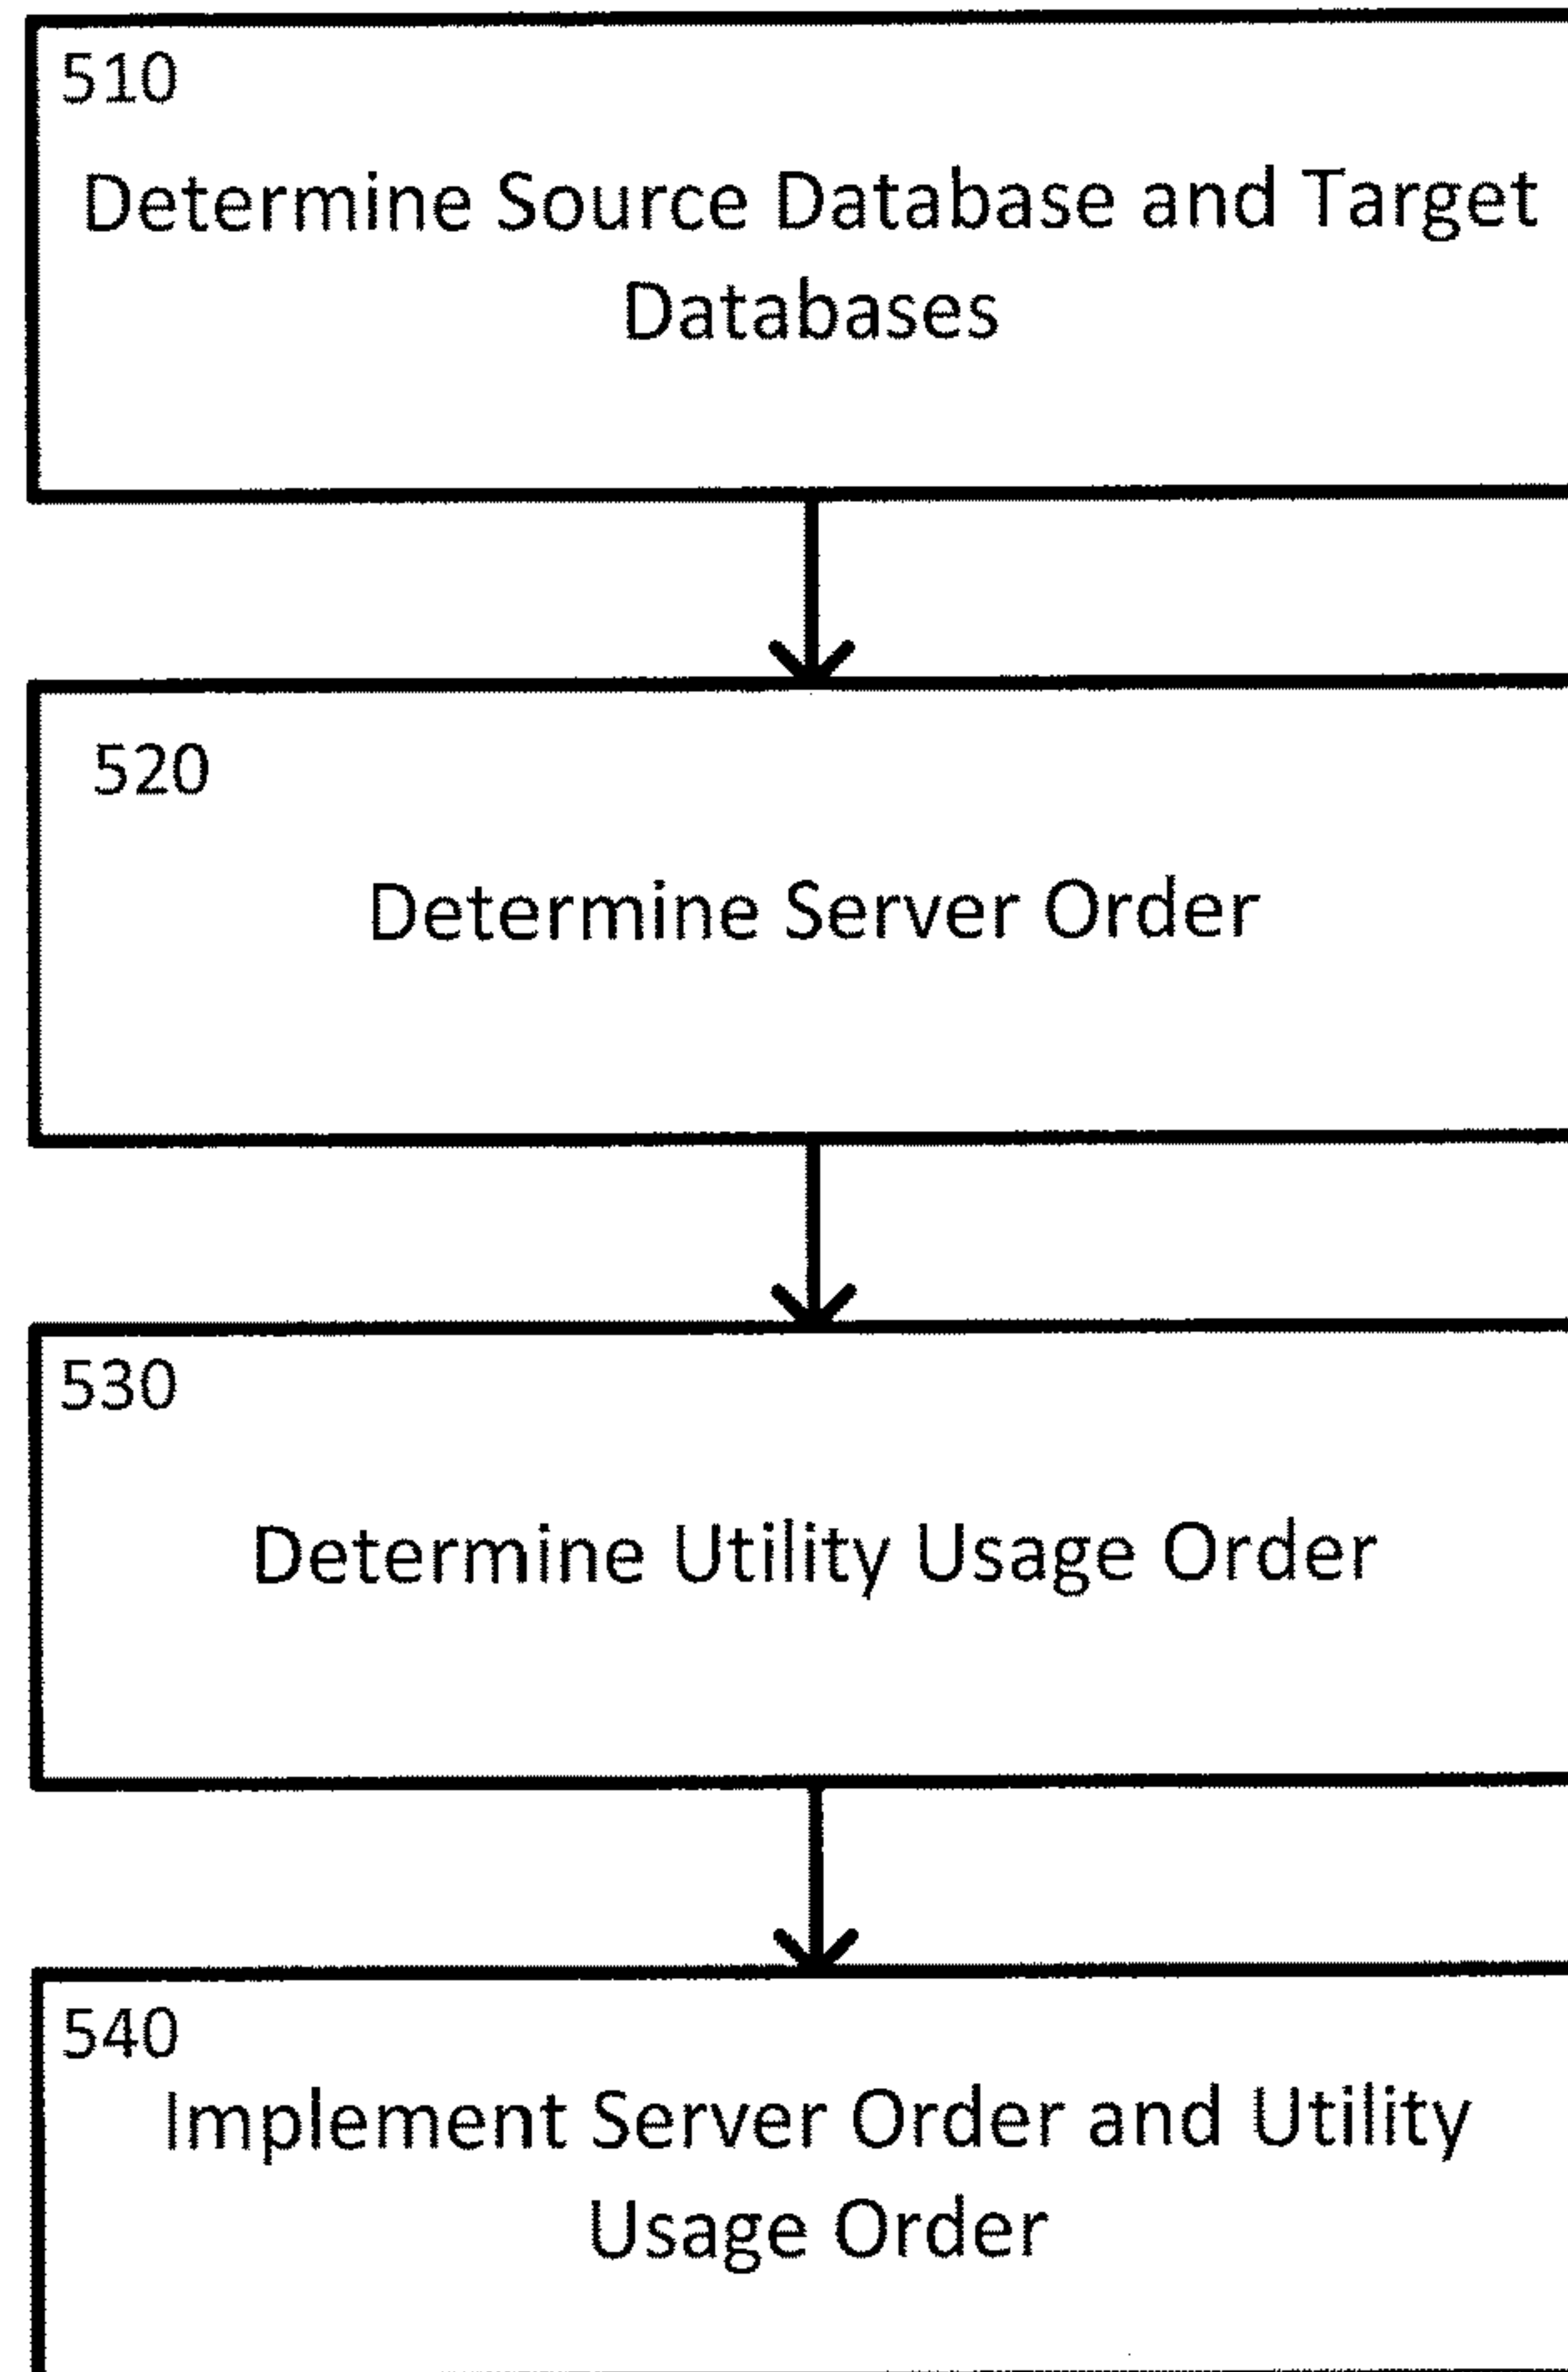 510
Determine Source Database and Target
Databases
520
Determine Server Order
530
Determine Utility Usage Order
540
Implement Server Order and Utility
Usage Order